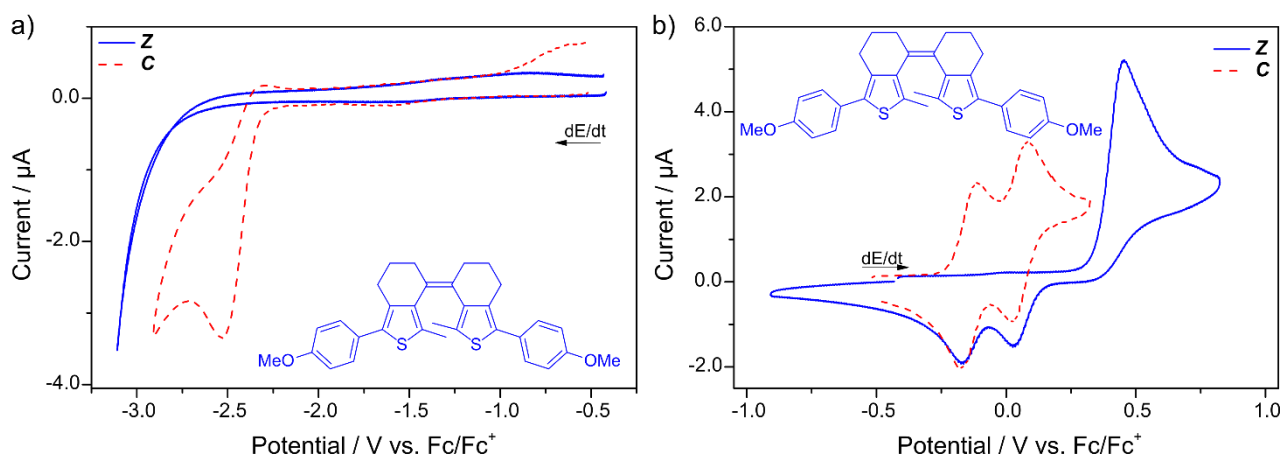 a)
Z
C
0.0
-2.0
-4.0
Current / µA
dE/dt
MeO
S
S
OMe
-3.0
-2.5
-2.0
-1.5
-1.0
-0.5
Potential / V vs. Fc/Fc⁺
b)
Z
C
6.0
4.0
2.0
0.0
-2.0
Current / µA
MeO
S
S
OMe
dE/dt
-1.0
-0.5
0.0
0.5
1.0
Potential / V vs. Fc/Fc⁺